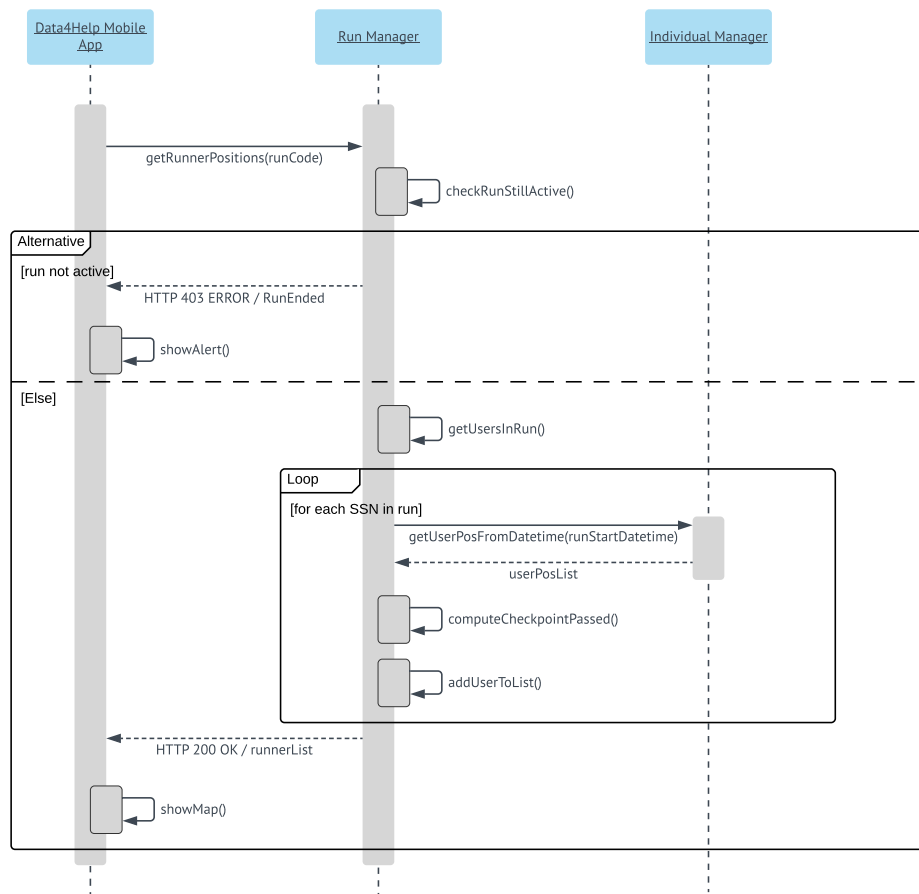 Data4Help Mobile
App
Run Manager
Individual Manager
getRunnerPositions(runCode)
checkRunStillActive()
Alternative
[run not active]
HTTP 403 ERROR / RunEnded
showAlert()
[Else]
getUsersInRun()
Loop
[for each SSN in run]
getUserPosFromDatetime(runStartDatetime)
userPosList
computeCheckpointPassed()
addUserToList()
HTTP 200 OK / runnerList
showMap()